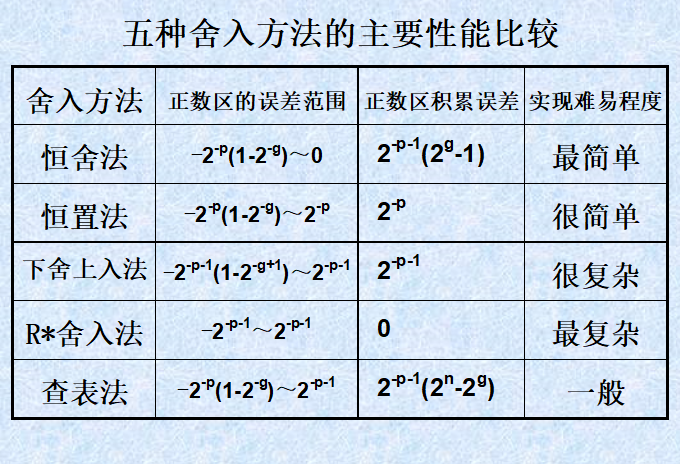 五种舍入方法的主要性能比较
舍入方法 正数区的误差范围 正数区积累误差 实现难易程度
恒舍法 −2^-p(1-2^-g)～0 2^-p-1(2^g-1) 最简单
恒置法 −2^-p(1-2^-g)～2^-p 2^-p 很简单
下舍上入法 −2^-p-1(1-2^-g+1)～2^-p-1 2^-p-1 很复杂
R*舍入法 −2^-p-1～2^-p-1 0 最复杂
查表法 −2^-p(1-2^-g)～2^-p-1 2^-p-1(2^n-2^g) 一般